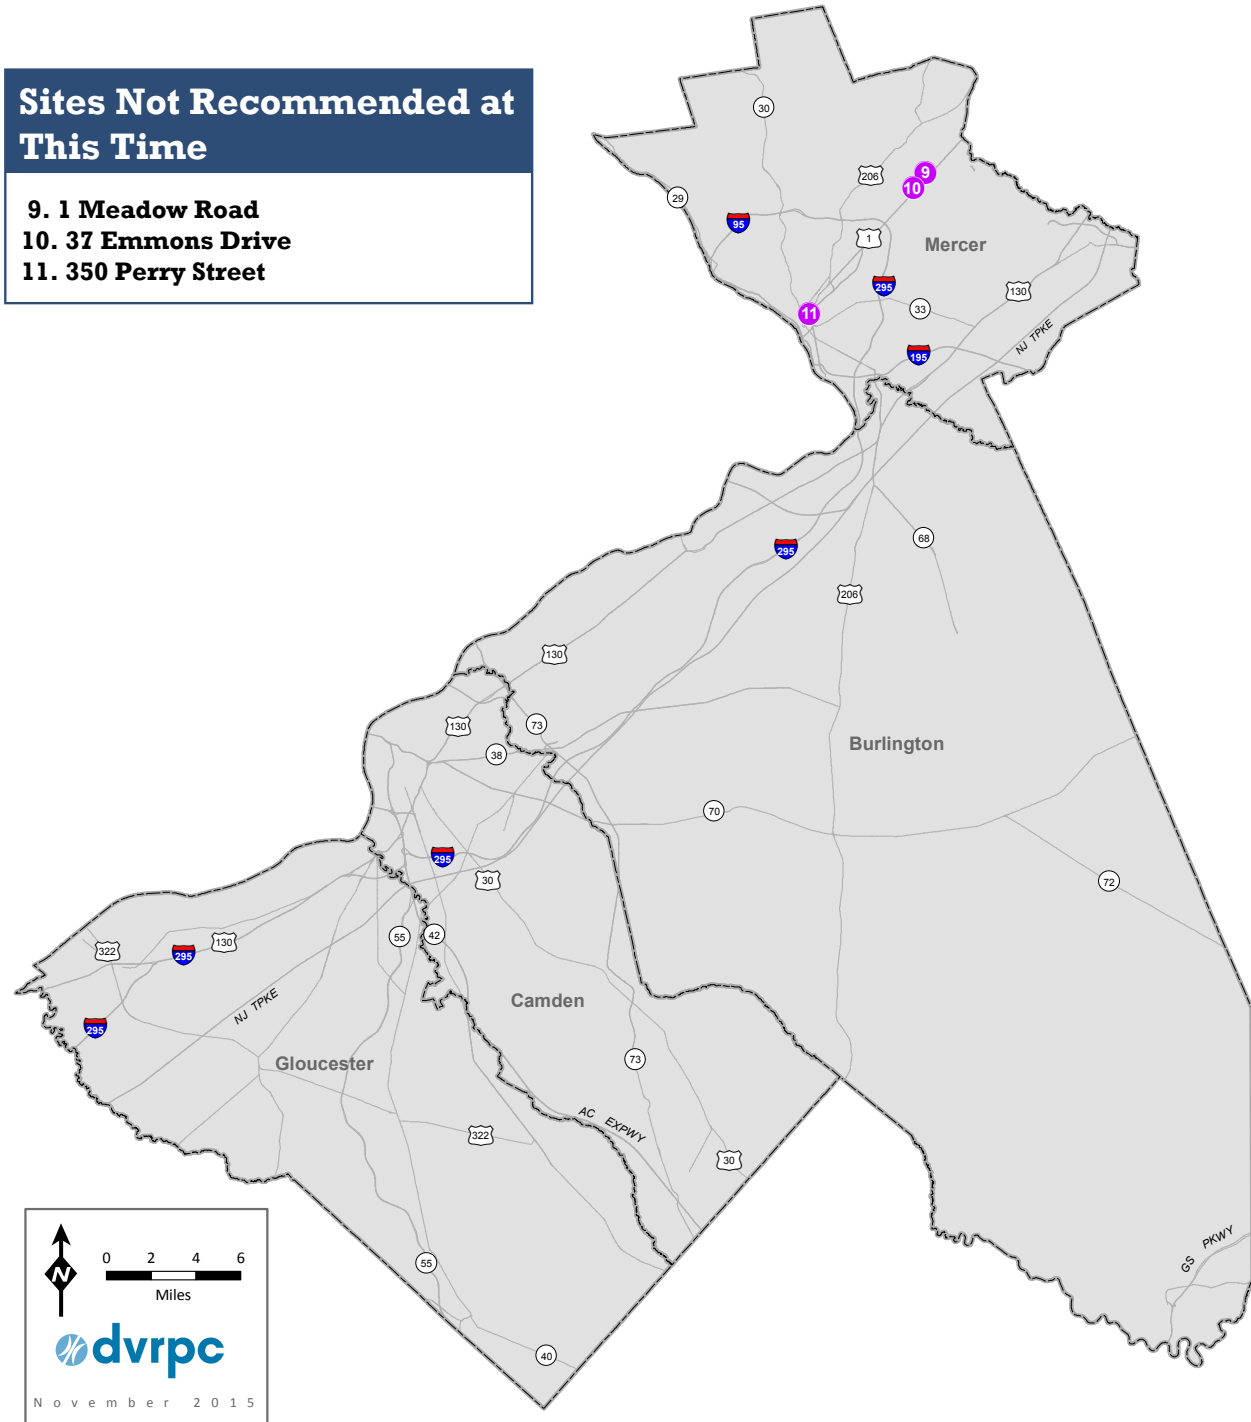 Sites Not Recommended at
This Time
9. 1 Meadow Road
10. 37 Emmons Drive
11. 350 Perry Street
30
206
9
10
29
95
1
Mercer
295
130
33
11
NJ TPKE
195
295
68
206
130
130
73
38
Burlington
70
295
30
72
55
42
322
130
295
Camden
NJ TPKE
295
Gloucester
73
AC EXPWY
322
30
GS PKWY
55
40
N
0 2 4 6
Miles
dvrpc
November 2015